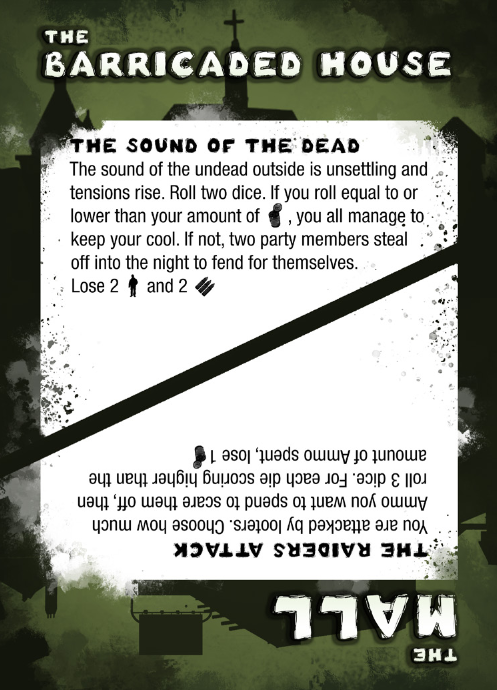 THE
BARRICADED HOUSE
THE SOUND OF THE DEAD
The sound of the undead outside is unsettling and
tensions rise. Roll two dice. If you roll equal to or
lower than your amount of , you all manage to
keep your cool. If not, two party members steal
off into the night to fend for themselves.
Lose 2 and 2
THE
MALL
THE RAIDERS ATTACK
You are attacked by looters. Choose how much
Ammo you want to spend to scare them off, then
roll 3 dice. For each die scoring higher than the
amount of Ammo spent, lose 1